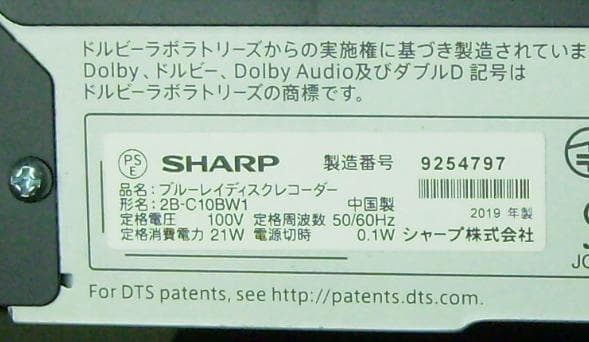 ドルビーラボラトリーズからの実施権に基づき製造されていま
Dolby、ドルビー、Dolby Audio及びダブルD 記号は
ドルビーラボラトリーズの商標です。
PS E SHARP 製造番号 9254797
品名:ブルーレイディスクレコーダー
形名:2B-C10BW1 中国製 2019 年製
定格電圧 100V 定格周波数 50/60Hz
定格消費電力 21W 電源切時 0.1W シャープ株式会社
JC
For DTS patents, see http://patents.dts.com.